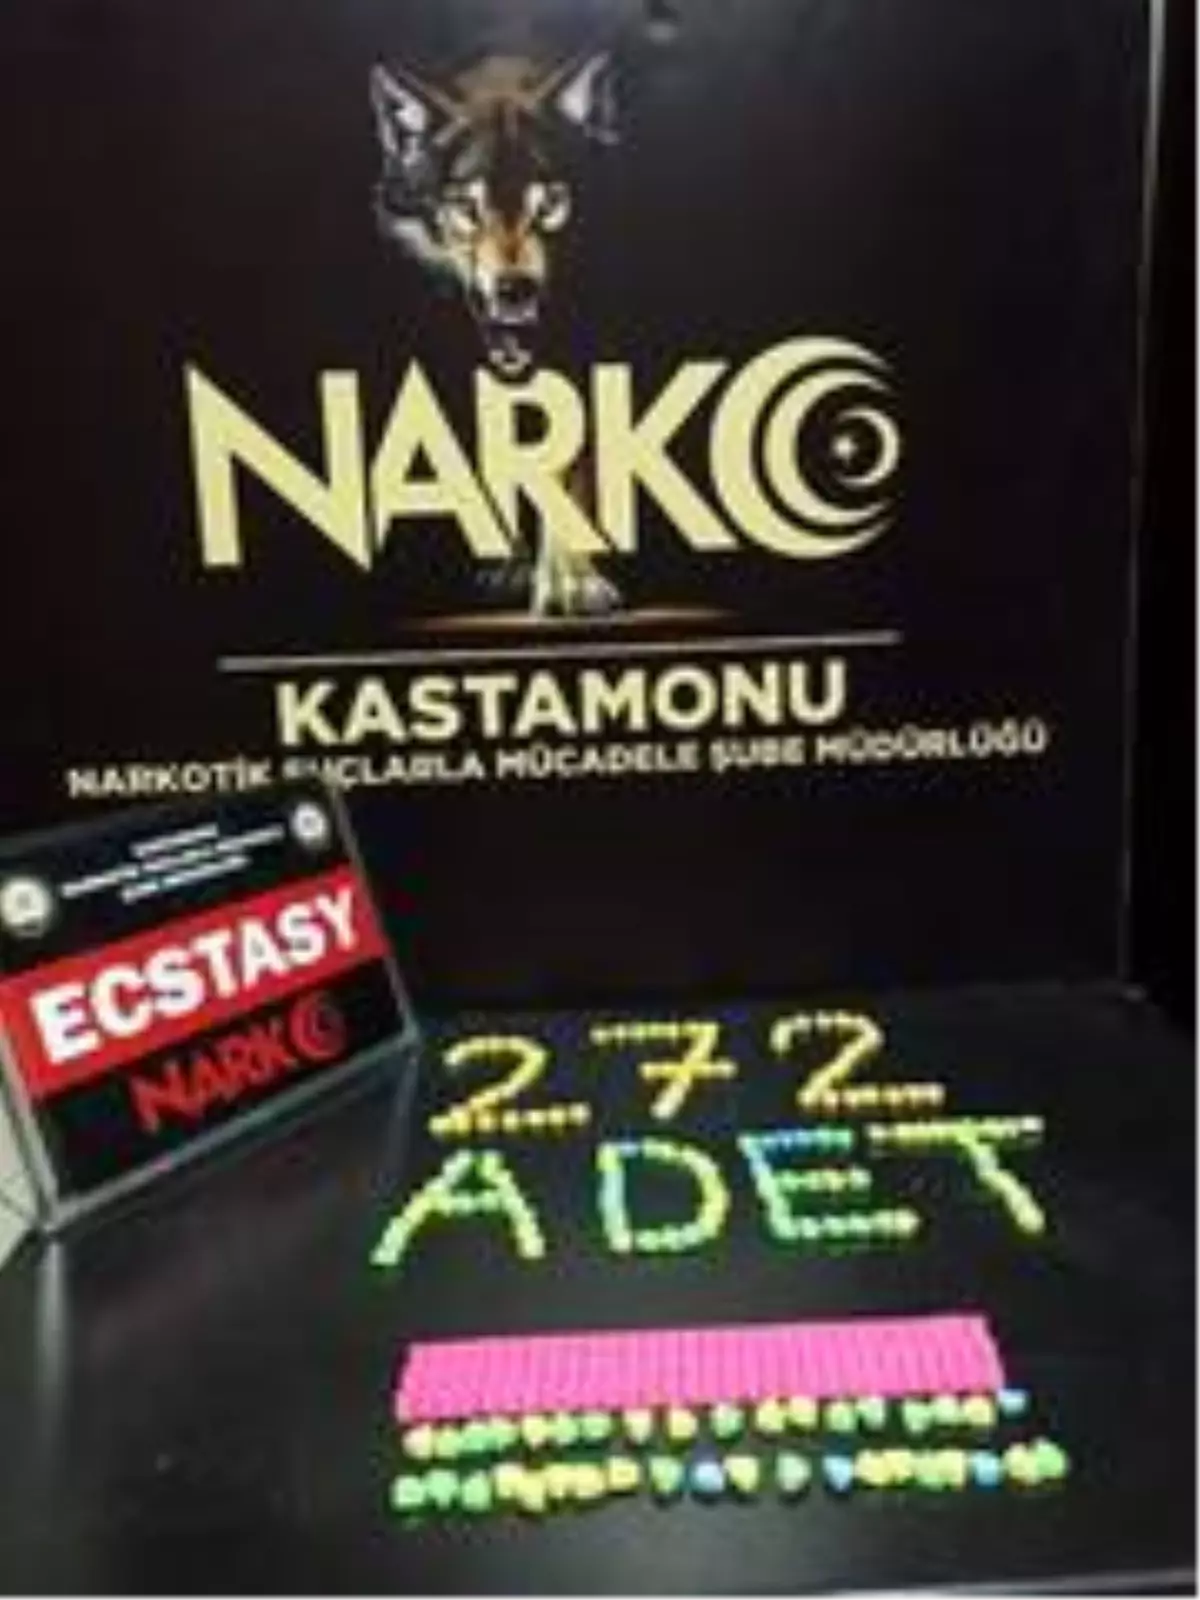 NARKO
KASTAMONU
NARKOTİK SUÇLARLA MÜCADELE ŞUBE MÜDÜRLÜĞÜ
ECSTASY
NARKO
272
ADET